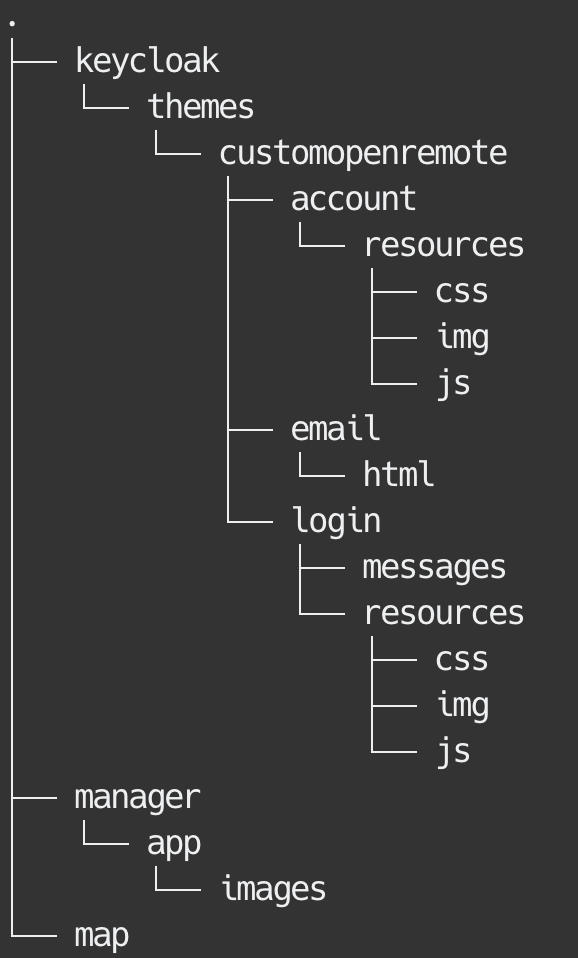 .
├── keycloak
│   └── themes
│       └── customopenremote
│           ├── account
│           │   └── resources
│           │       ├── css
│           │       ├── img
│           │       └── js
│           ├── email
│           │   └── html
│           └── login
│               ├── messages
│               └── resources
│                   ├── css
│                   ├── img
│                   └── js
├── manager
│   └── app
│       └── images
└── map